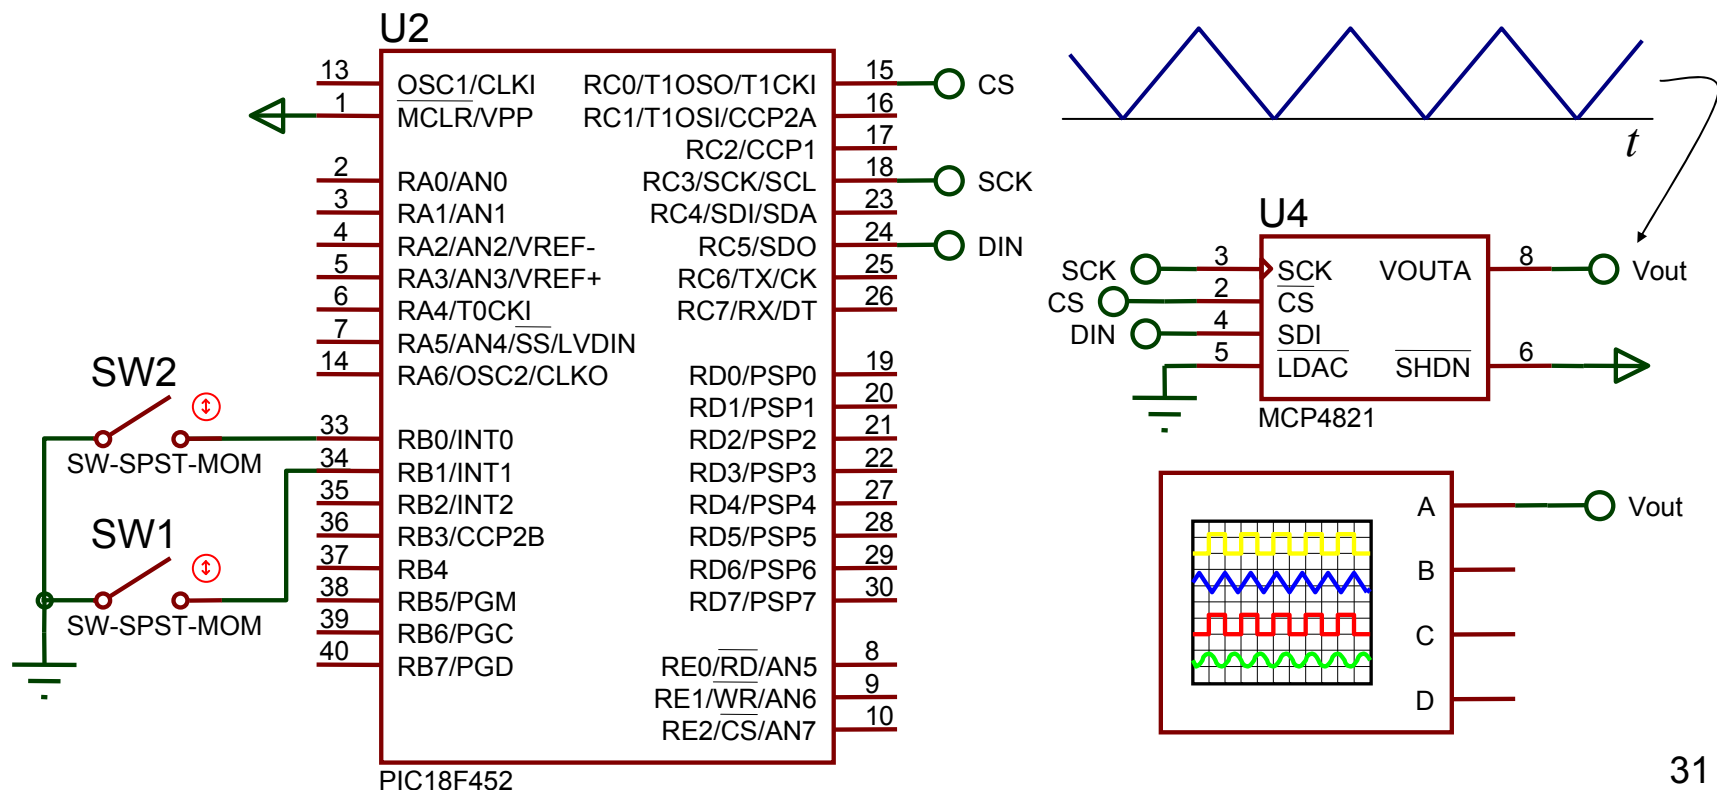 U2
13 OSC1/CLKI
1 MCLR/VPP
2 RA0/AN0
3 RA1/AN1
4 RA2/AN2/VREF-
5 RA3/AN3/VREF+
6 RA4/T0CKI
7 RA5/AN4/SS/LVDIN
14 RA6/OSC2/CLKO
33 RB0/INT0
34 RB1/INT1
35 RB2/INT2
36 RB3/CCP2B
37 RB4
38 RB5/PGM
39 RB6/PGC
40 RB7/PGD
RC0/T1OSO/T1CKI 15 CS
RC1/T1OSI/CCP2A 16
RC2/CCP1 17
RC3/SCK/SCL 18 SCK
RC4/SDI/SDA 23
RC5/SDO 24 DIN
RC6/TX/CK 25
RC7/RX/DT 26
RD0/PSP0 19
RD1/PSP1 20
RD2/PSP2 21
RD3/PSP3 22
RD4/PSP4 27
RD5/PSP5 28
RD6/PSP6 29
RD7/PSP7 30
RE0/RD/AN5 8
RE1/WR/AN6 9
RE2/CS/AN7 10
PIC18F452
SW2
SW-SPST-MOM
SW1
SW-SPST-MOM
t
U4
SCK 3 SCK VOUTA 8 Vout
CS 2 CS
DIN 4 SDI
5 LDAC SHDN 6
MCP4821
A Vout
B
C
D
31